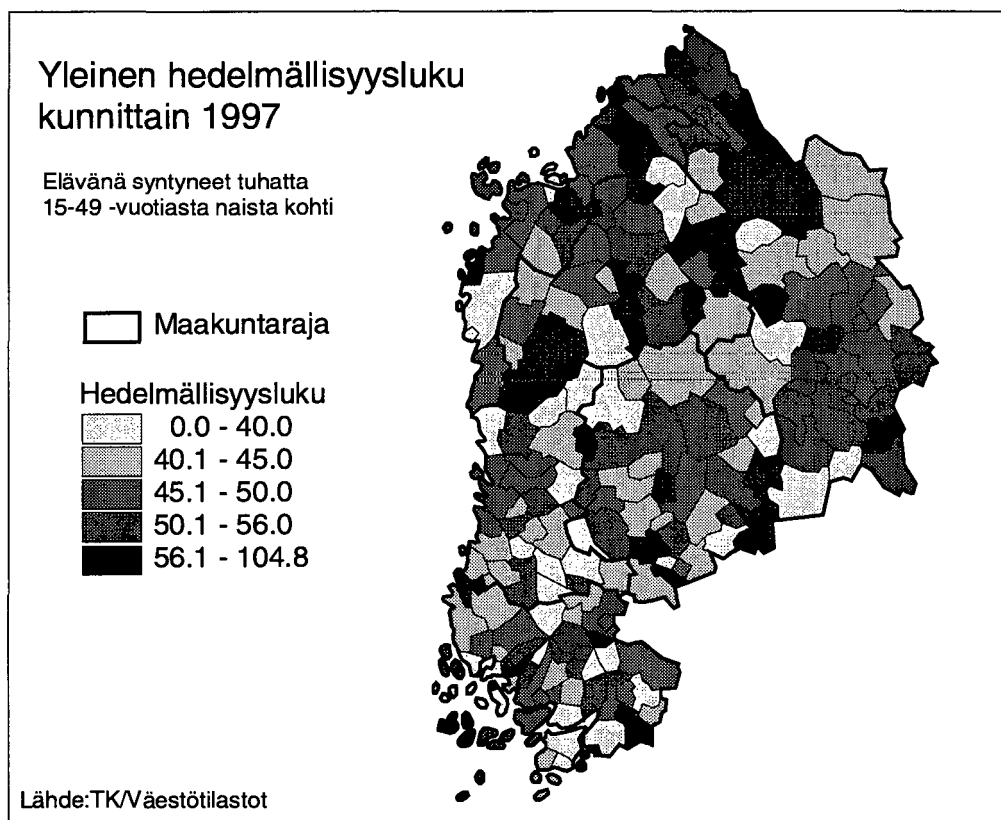 Yleinen hedelmällisyysluku
kunnittain 1997
Elävänä syntyneet tuhatta
15-49 -vuotiasta naista kohti
Maakuntaraja
Hedelmällisyysluku
0.0 - 40.0
40.1 - 45.0
45.1 - 50.0
50.1 - 56.0
56.1 - 104.8
Lähde:TK/Väestötilastot